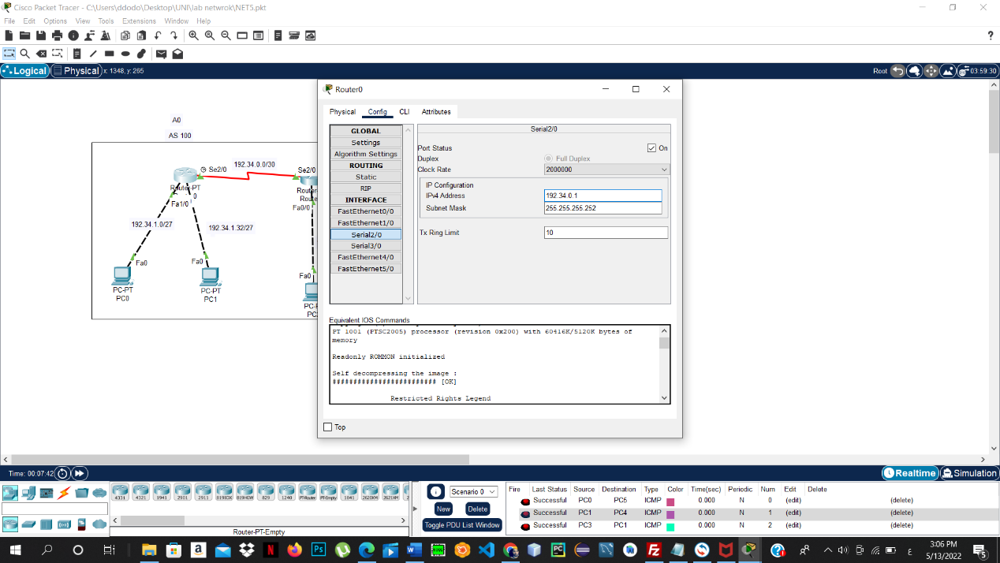 Cisco Packet Tracer - C:\Users\ddodo\Desktop\UNI\lab netwrok\NET5.pkt
File Edit Options View Tools Extensions Window Help
Logical Physical x: 1348, y: 265 Root 03:59:30
A0
AS 100
192.34.0.0/30
Se2/0
Se2/0
Router-PT
0
Fa1/0
Fa0/0
192.34.1.0/27
192.34.1.32/27
Fa0
Fa0
Fa0
PC-PT
PC0
PC-PT
PC1
Router0
Physical Config CLI Attributes
GLOBAL
Settings
Algorithm Settings
ROUTING
Static
RIP
INTERFACE
FastEthernet0/0
FastEthernet1/0
Serial2/0
Serial3/0
FastEthernet4/0
FastEthernet5/0
Serial2/0
Port Status On
Duplex Full Duplex
Clock Rate 2000000
IP Configuration
IPv4 Address 192.34.0.1
Subnet Mask 255.255.255.252
Tx Ring Limit 10
Equivalent IOS Commands
PT 1001 (PTSC2005) processor (revision 0x200) with 60416K/5120K bytes of
memory
Readonly ROMMON initialized
Self decompressing the image :
######################### [OK]
Restricted Rights Legend
Top
Time: 00:07:42 Realtime Simulation
4331 4321 1941 2901 2911 819IOX 819HGW 829 1240 PT-Router PT-Empty 1841 2620XM 2621XM
Router-PT-Empty
Scenario 0
New Delete
Toggle PDU List Window
Fire Last Status Source Destination Type Color Time(sec) Periodic Num Edit Delete
Successful PC0 PC5 ICMP 0.000 N 0 (edit) (delete)
Successful PC1 PC4 ICMP 0.000 N 1 (edit) (delete)
Successful PC3 PC1 ICMP 0.000 N 2 (edit) (delete)
ع
3:06 PM
5/13/2022
5